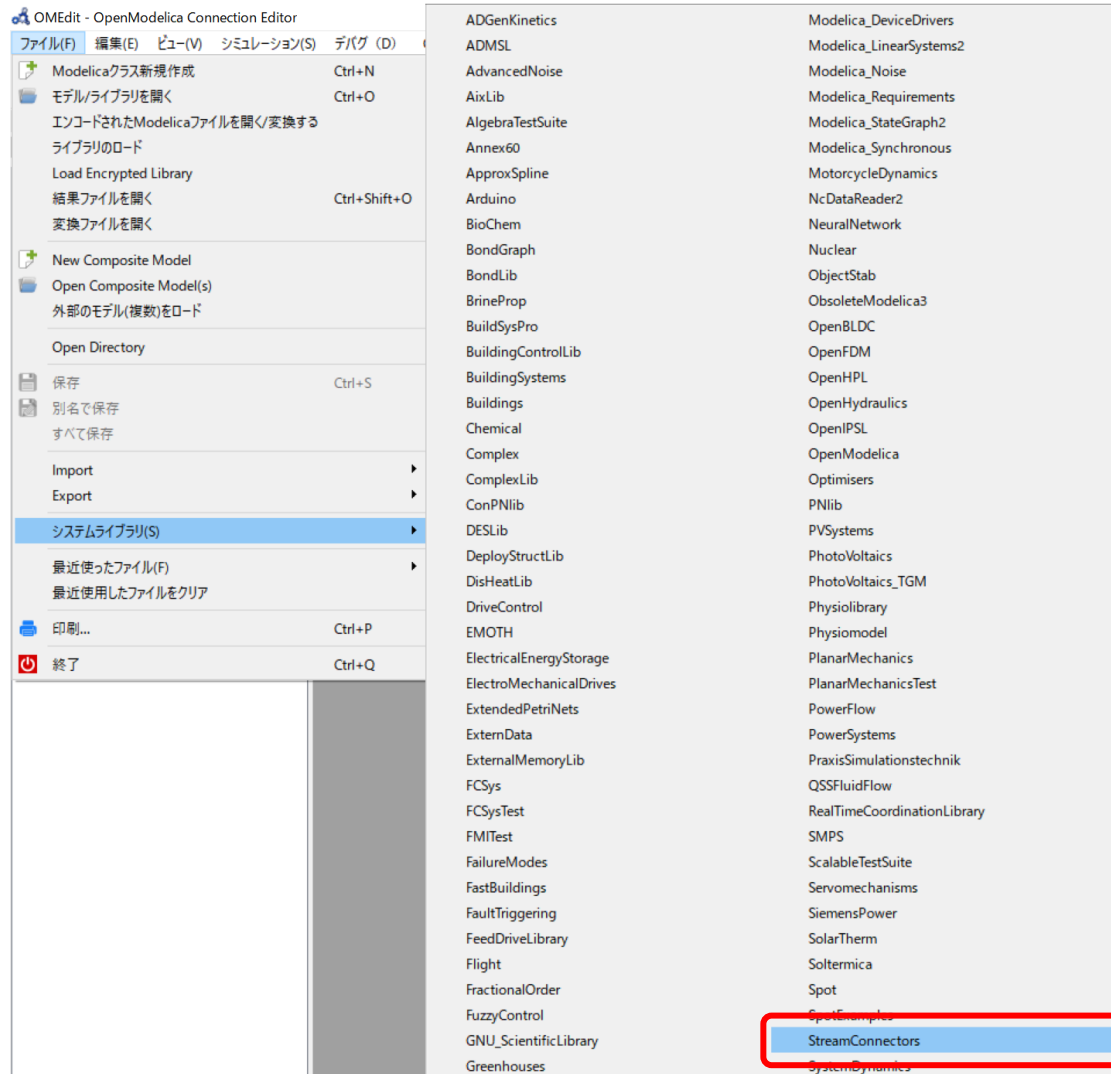 OMEdit - OpenModelica Connection Editor
ファイル(F) 編集(E) ビュー(V) シミュレーション(S) デバグ (D)
Modelicaクラス新規作成 Ctrl+N
モデル/ライブラリを開く Ctrl+O
エンコードされたModelicaファイルを開く/変換する
ライブラリのロード
Load Encrypted Library
結果ファイルを開く Ctrl+Shift+O
変換ファイルを開く
New Composite Model
Open Composite Model(s)
外部のモデル(複数)をロード
Open Directory
保存 Ctrl+S
別名で保存
すべて保存
Import
Export
システムライブラリ(S)
最近使ったファイル(F)
最近使用したファイルをクリア
印刷... Ctrl+P
終了 Ctrl+Q
ADGenKinetics
ADMSL
AdvancedNoise
AixLib
AlgebraTestSuite
Annex60
ApproxSpline
Arduino
BioChem
BondGraph
BondLib
BrineProp
BuildSysPro
BuildingControlLib
BuildingSystems
Buildings
Chemical
Complex
ComplexLib
ConPNlib
DESLib
DeployStructLib
DisHeatLib
DriveControl
EMOTH
ElectricalEnergyStorage
ElectroMechanicalDrives
ExtendedPetriNets
ExternData
ExternalMemoryLib
FCSys
FCSysTest
FMITest
FailureModes
FastBuildings
FaultTriggering
FeedDriveLibrary
Flight
FractionalOrder
FuzzyControl
GNU_ScientificLibrary
Greenhouses
Modelica_DeviceDrivers
Modelica_LinearSystems2
Modelica_Noise
Modelica_Requirements
Modelica_StateGraph2
Modelica_Synchronous
MotorcycleDynamics
NcDataReader2
NeuralNetwork
Nuclear
ObjectStab
ObsoleteModelica3
OpenBLDC
OpenFDM
OpenHPL
OpenHydraulics
OpenIPSL
OpenModelica
Optimisers
PNlib
PVSystems
PhotoVoltaics
PhotoVoltaics_TGM
Physiolibrary
Physiomodel
PlanarMechanics
PlanarMechanicsTest
PowerFlow
PowerSystems
PraxisSimulationstechnik
QSSFluidFlow
RealTimeCoordinationLibrary
SMPS
ScalableTestSuite
Servomechanisms
SiemensPower
SolarTherm
Soltermica
Spot
SpotExamples
StreamConnectors
SystemDynamics